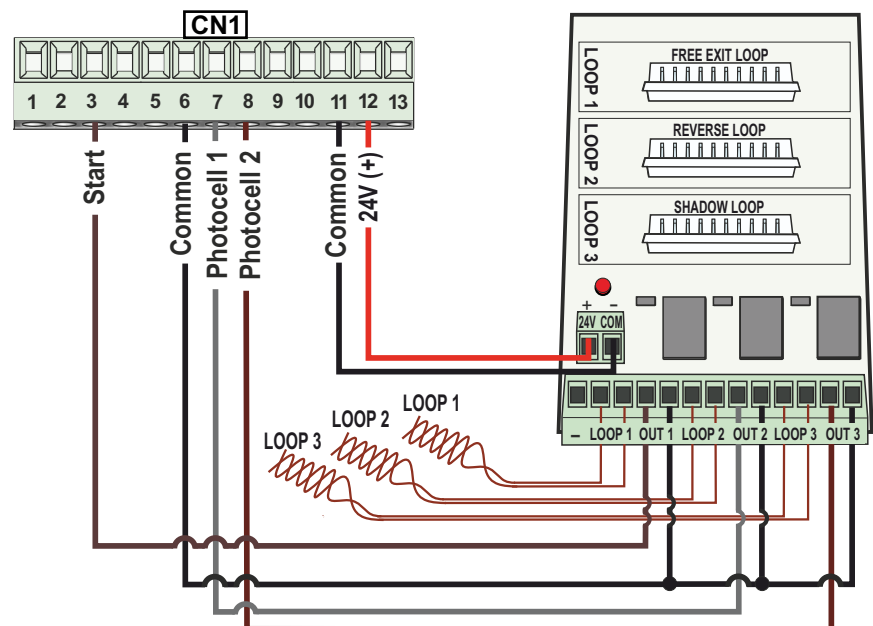 CN1
1 2 3 4 5 6 7 8 9 10 11 12 13
Start
Common
Photocell 1
Photocell 2
Common
24V (+)
LOOP 1
FREE EXIT LOOP
LOOP 2
REVERSE LOOP
LOOP 3
SHADOW LOOP
+ −
24V COM
− LOOP 1 OUT 1 LOOP 2 OUT 2 LOOP 3 OUT 3
LOOP 1
LOOP 2
LOOP 3